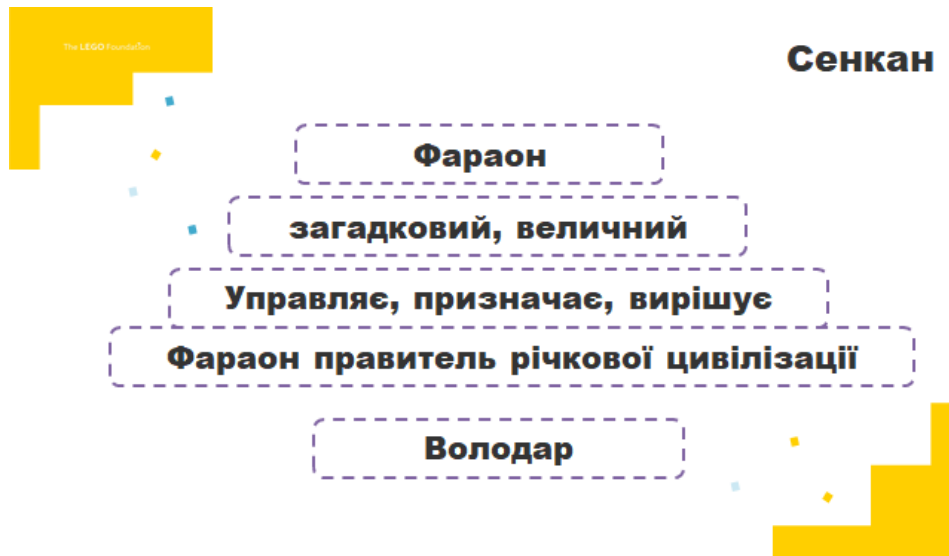 The LEGO Foundation
Сенкан
Фараон
загадковий, величний
Управляє, призначає, вирішує
Фараон правитель річкової цивілізації
Володар